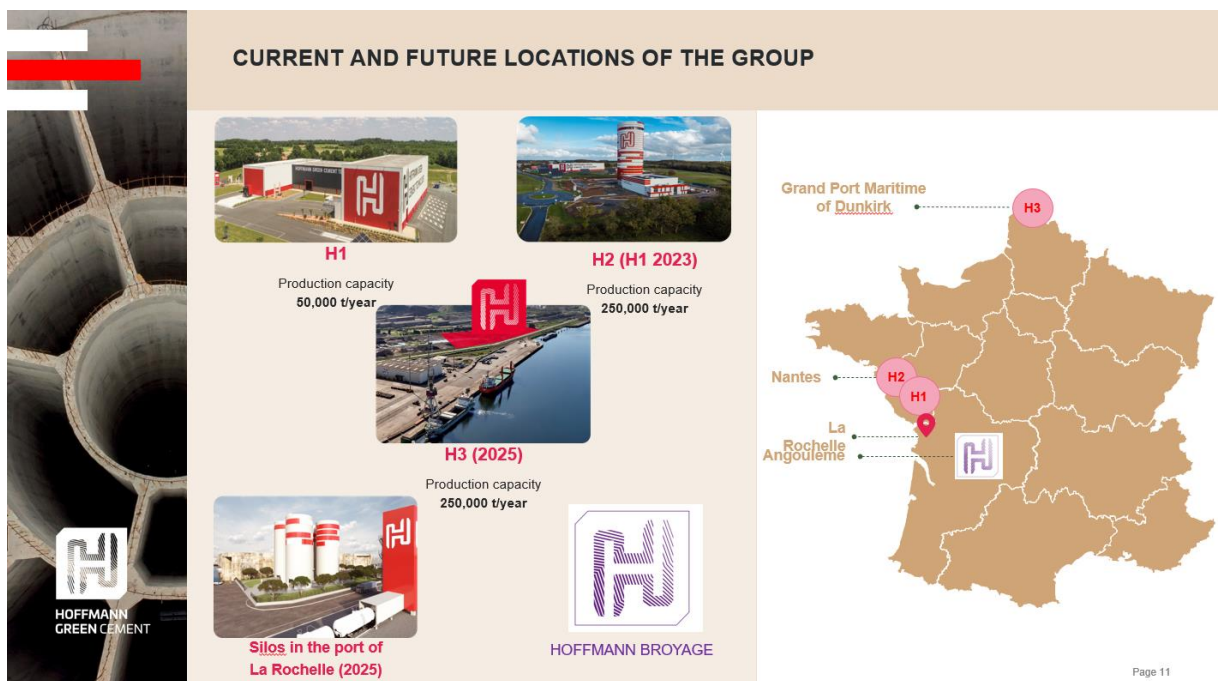 CURRENT AND FUTURE LOCATIONS OF THE GROUP
H1
Production capacity
50,000 t/year
H2 (H1 2023)
Production capacity
250,000 t/year
H3 (2025)
Production capacity
250,000 t/year
Silos in the port of
La Rochelle (2025)
HOFFMANN BROYAGE
HOFFMANN
GREEN CEMENT
Grand Port Maritime
of Dunkirk
H3
Nantes
H2
H1
La
Rochelle
Angoulême
Page 11